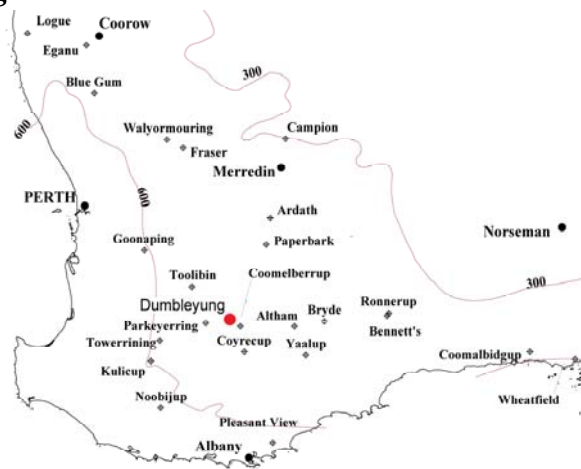 Logue
Coorow
Eganu
Blue Gum
300
600
Walyormouring
Campion
Fraser
Merredin
600
PERTH
Ardath
Norseman
Goonaping
Paperbark
Toolibin
Coomelberrup
300
Dumbleyung
Ronnerup
Parkeyerring
Altham
Bryde
Bennett's
Towerrining
Coyrecup
Yaalup
Coomalbidgup
Kulicup
Noobijup
Wheatfield
Pleasant View
Albany